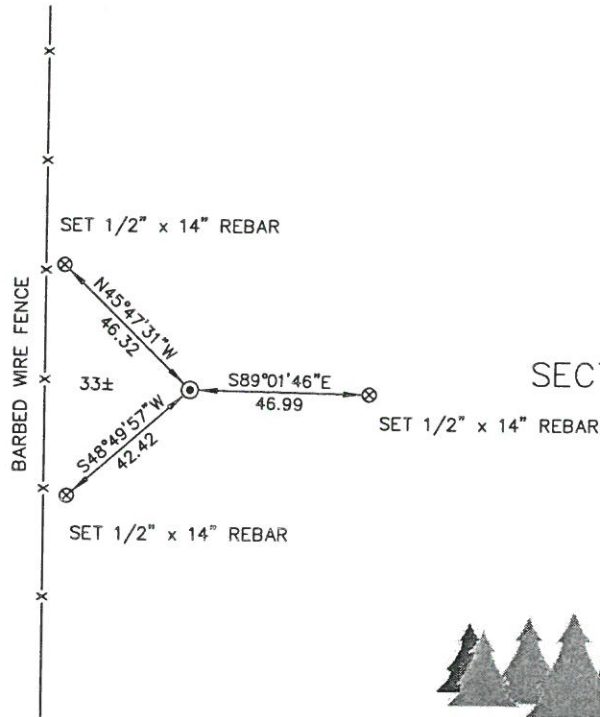 SET 1/2" x 14" REBAR
BARBED WIRE FENCE
N45°47'31"W
46.32
33±
S89°01'46"E
46.99
SECT
SET 1/2" x 14" REBAR
S48°49'57"W
42.42
SET 1/2" x 14" REBAR